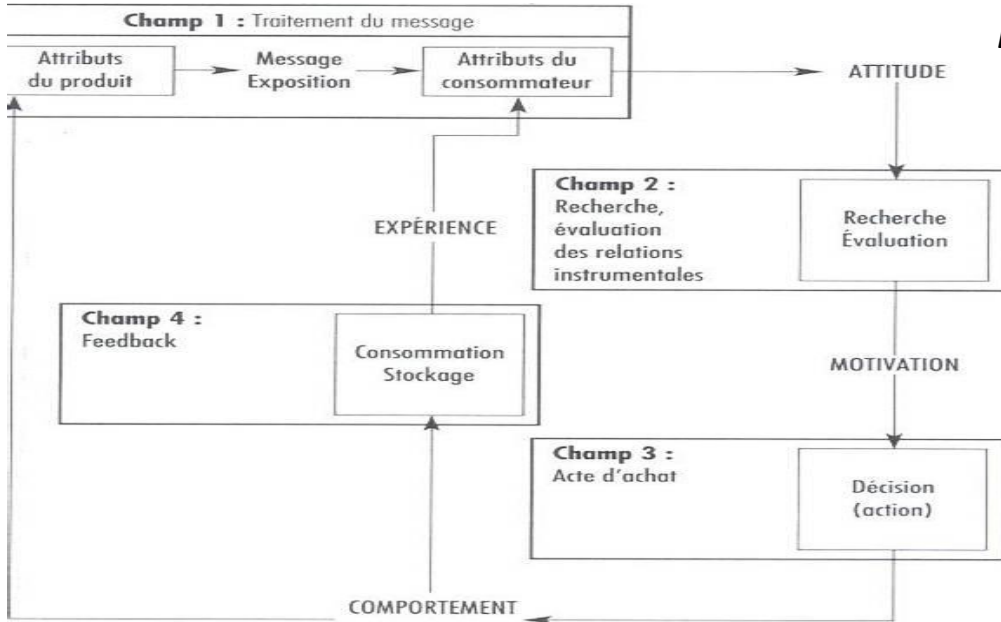 Champ 1 : Traitement du message
Attributs
du produit
Message
Exposition
Attributs du
consommateur
ATTITUDE
Champ 2 :
Recherche,
évaluation
des relations
instrumentales
Recherche
Évaluation
EXPÉRIENCE
Champ 4 :
Feedback
Consommation
Stockage
MOTIVATION
Champ 3 :
Acte d'achat
Décision
(action)
COMPORTEMENT